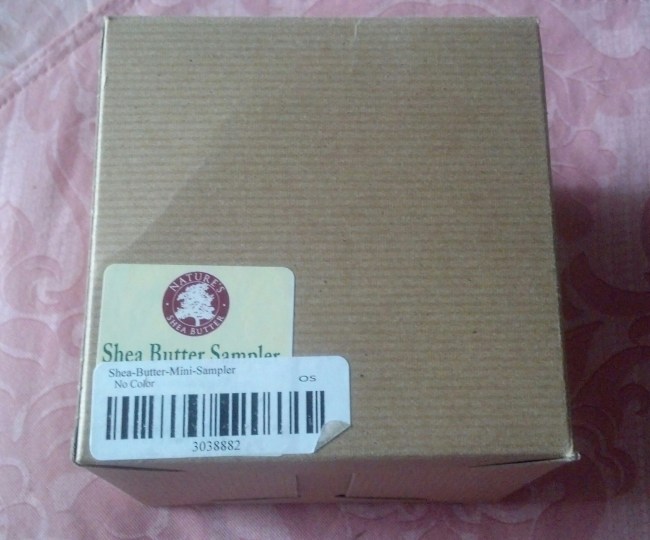 NATURE'S
SHEA BUTTER
Shea Butter Sampler
Shea-Butter-Mini-Sampler
No Color
OS
3038882